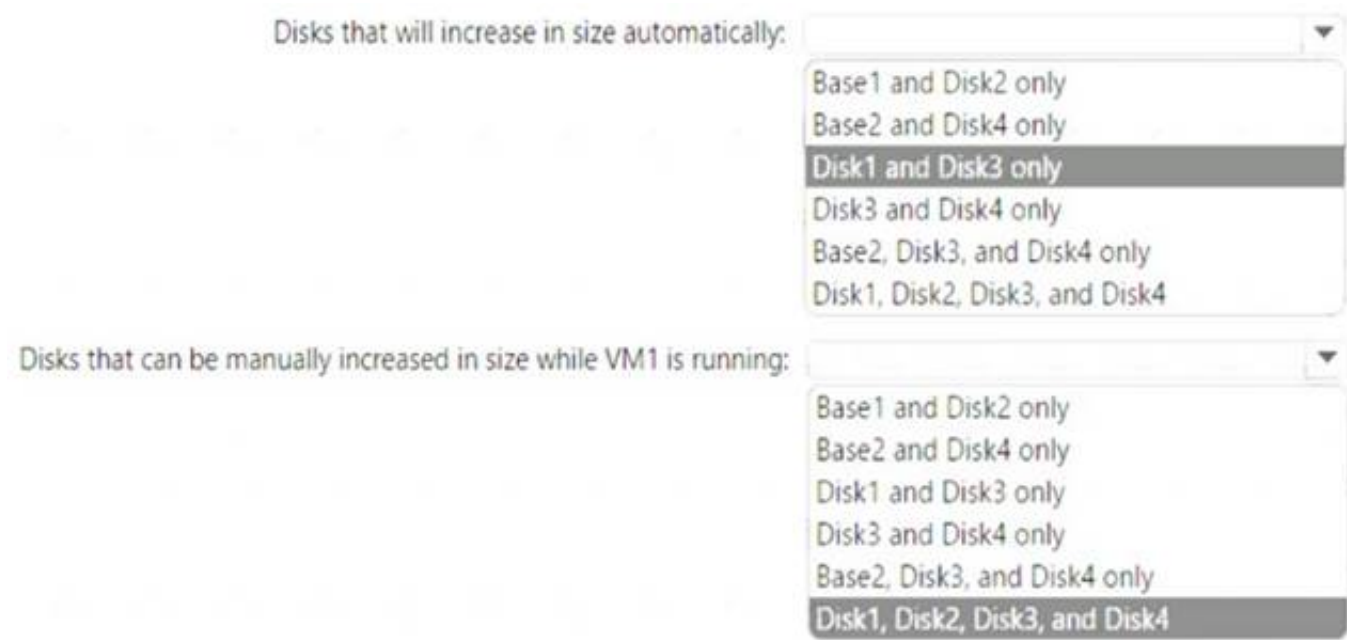 Disks that will increase in size automatically:
Base1 and Disk2 only
Base2 and Disk4 only
Disk1 and Disk3 only
Disk3 and Disk4 only
Base2, Disk3, and Disk4 only
Disk1, Disk2, Disk3, and Disk4
Disks that can be manually increased in size while VM1 is running:
Base1 and Disk2 only
Base2 and Disk4 only
Disk1 and Disk3 only
Disk3 and Disk4 only
Base2, Disk3, and Disk4 only
Disk1, Disk2, Disk3, and Disk4